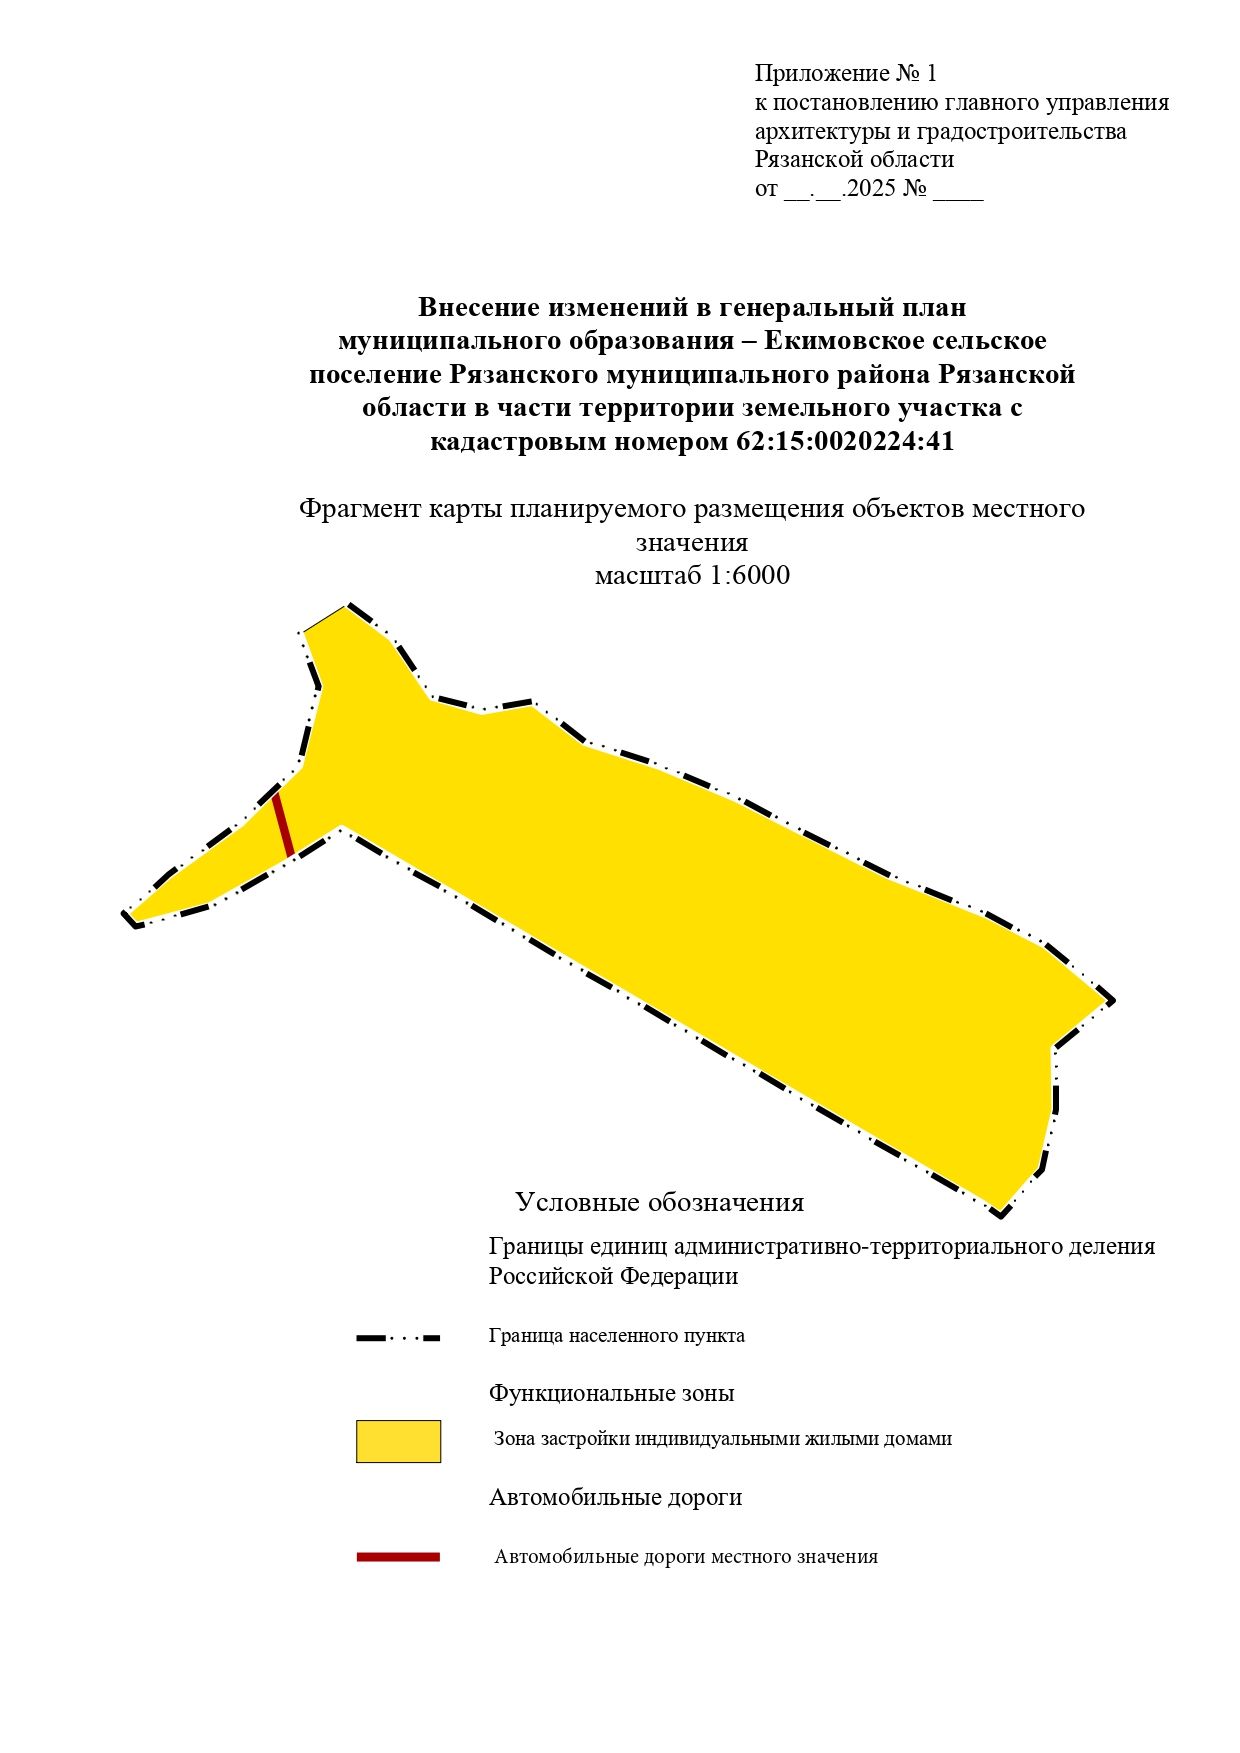 Приложение № 1
к постановлению главного управления
архитектуры и градостроительства
Рязанской области
от __.__.2025 № ____
Внесение изменений в генеральный план
муниципального образования – Екимовское сельское
поселение Рязанского муниципального района Рязанской
области в части территории земельного участка с
кадастровым номером 62:15:0020224:41
Фрагмент карты планируемого размещения объектов местного
значения
масштаб 1:6000
Условные обозначения
Границы единиц административно-территориального деления
Российской Федерации
Граница населенного пункта
Функциональные зоны
Зона застройки индивидуальными жилыми домами
Автомобильные дороги
Автомобильные дороги местного значения